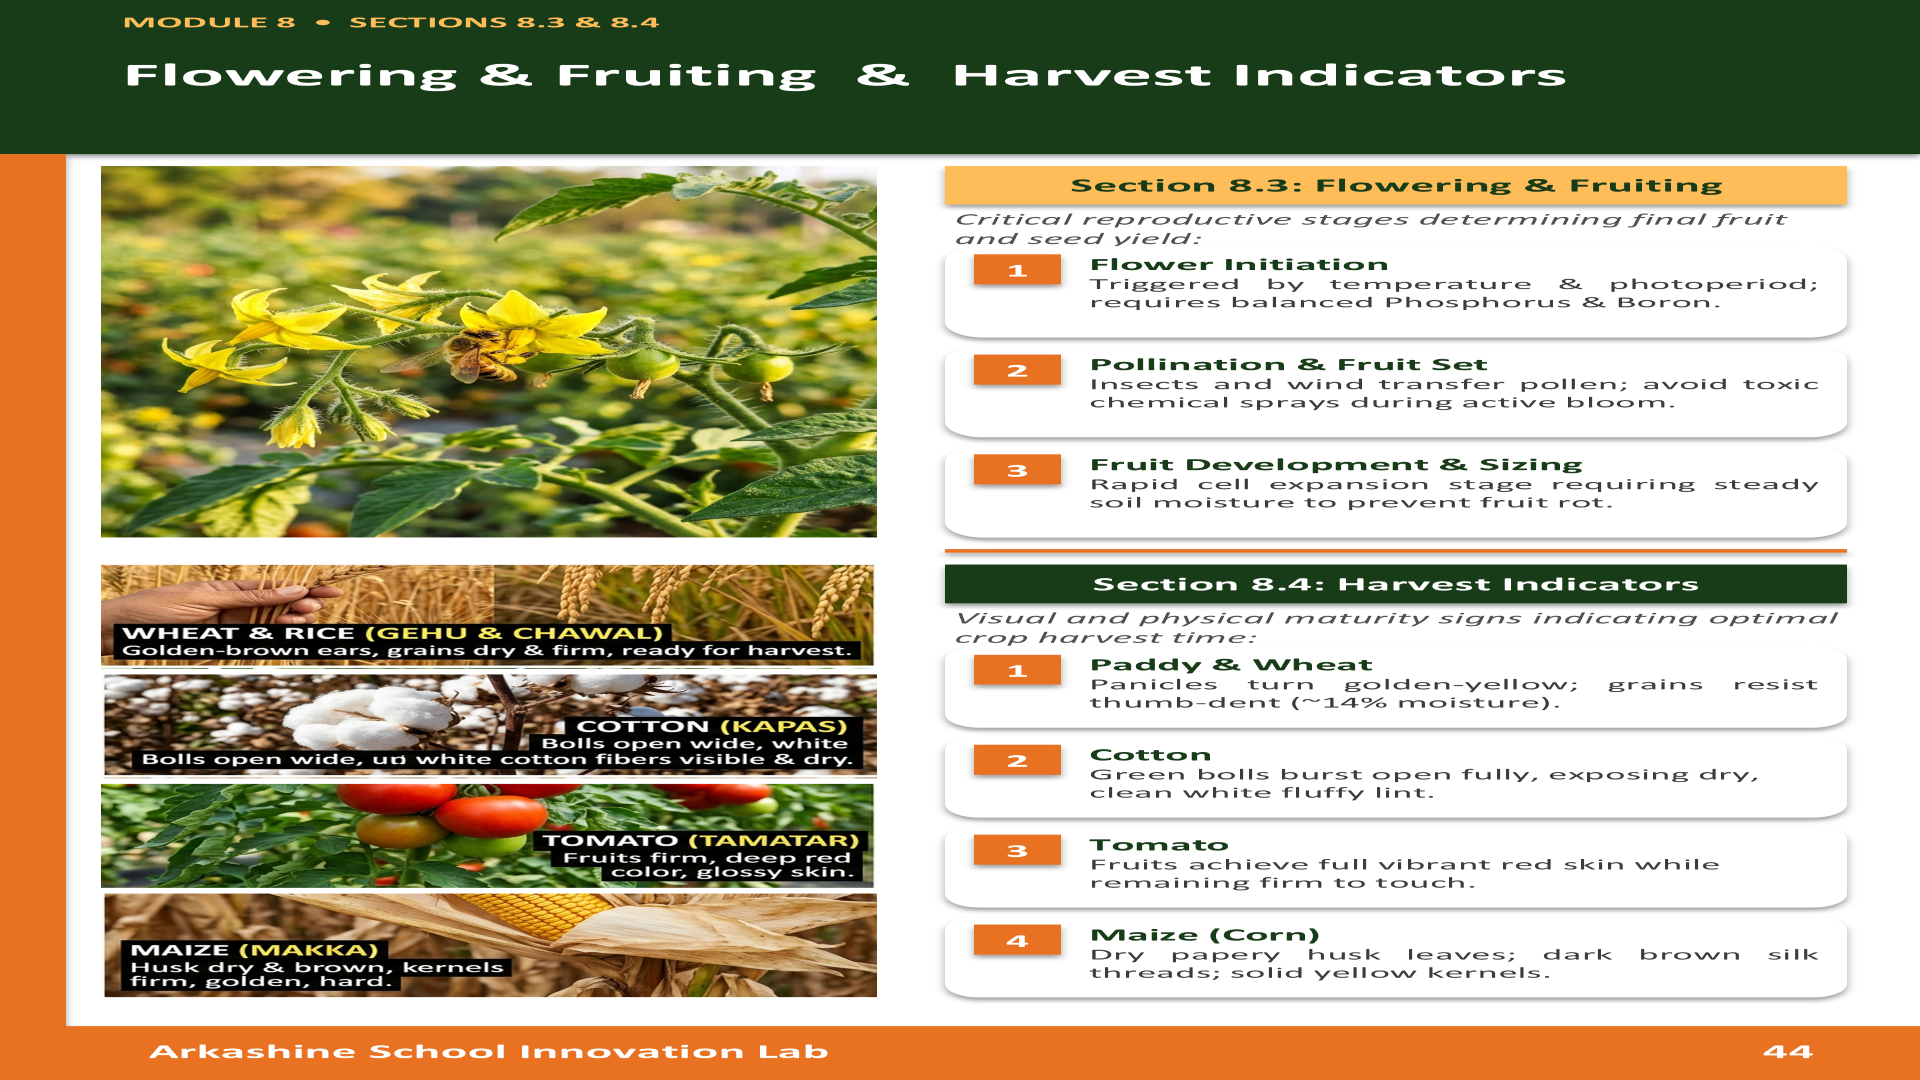 MODULE 8 • SECTIONS 8.3 & 8.4
Flowering & Fruiting & Harvest Indicators
WHEAT & RICE (GEHU & CHAWAL)
Golden-brown ears, grains dry & firm, ready for harvest.
COTTON (KAPAS)
Bolls open wide, white
Bolls open wide, un white cotton fibers visible & dry.
TOMATO (TAMATAR)
Fruits firm, deep red
color, glossy skin.
MAIZE (MAKKA)
Husk dry & brown, kernels
firm, golden, hard.
Section 8.3: Flowering & Fruiting
Critical reproductive stages determining final fruit
and seed yield:
1
Flower Initiation
Triggered by temperature & photoperiod;
requires balanced Phosphorus & Boron.
2
Pollination & Fruit Set
Insects and wind transfer pollen; avoid toxic
chemical sprays during active bloom.
3
Fruit Development & Sizing
Rapid cell expansion stage requiring steady
soil moisture to prevent fruit rot.
Section 8.4: Harvest Indicators
Visual and physical maturity signs indicating optimal
crop harvest time:
1
Paddy & Wheat
Panicles turn golden-yellow; grains resist
thumb-dent (~14% moisture).
2
Cotton
Green bolls burst open fully, exposing dry,
clean white fluffy lint.
3
Tomato
Fruits achieve full vibrant red skin while
remaining firm to touch.
4
Maize (Corn)
Dry papery husk leaves; dark brown silk
threads; solid yellow kernels.
Arkashine School Innovation Lab
44